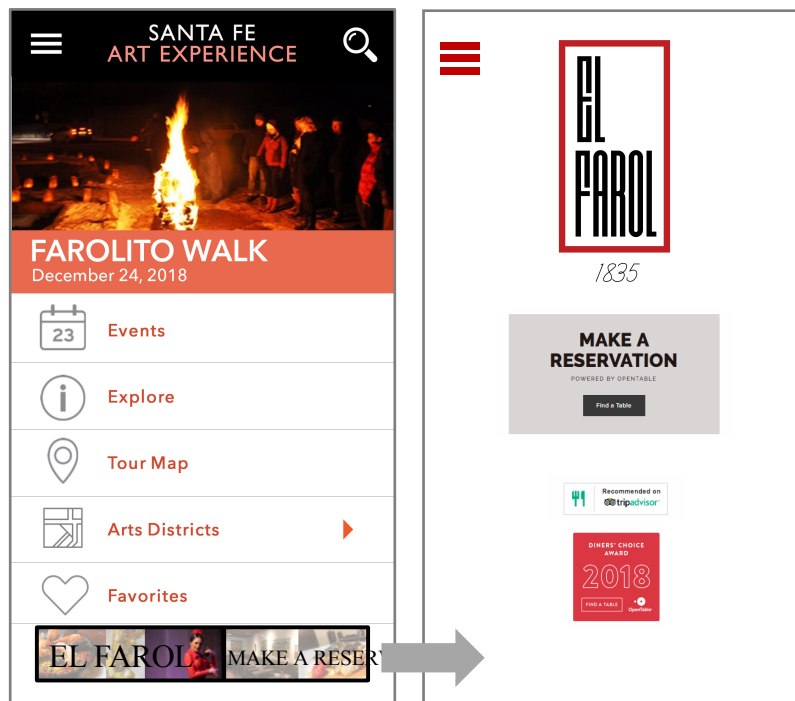 SANTA FE
ART EXPERIENCE
FAROLITO WALK
December 24, 2018
23
Events
i
Explore
Tour Map
Arts Districts
Favorites
EL FAROL MAKE A RESERV
EL
FAROL
1835
MAKE A
RESERVATION
POWERED BY OPENTABLE
Find a Table
Recommended on
tripadvisor
DINERS' CHOICE
AWARD
2018
FIND A TABLE
OpenTable